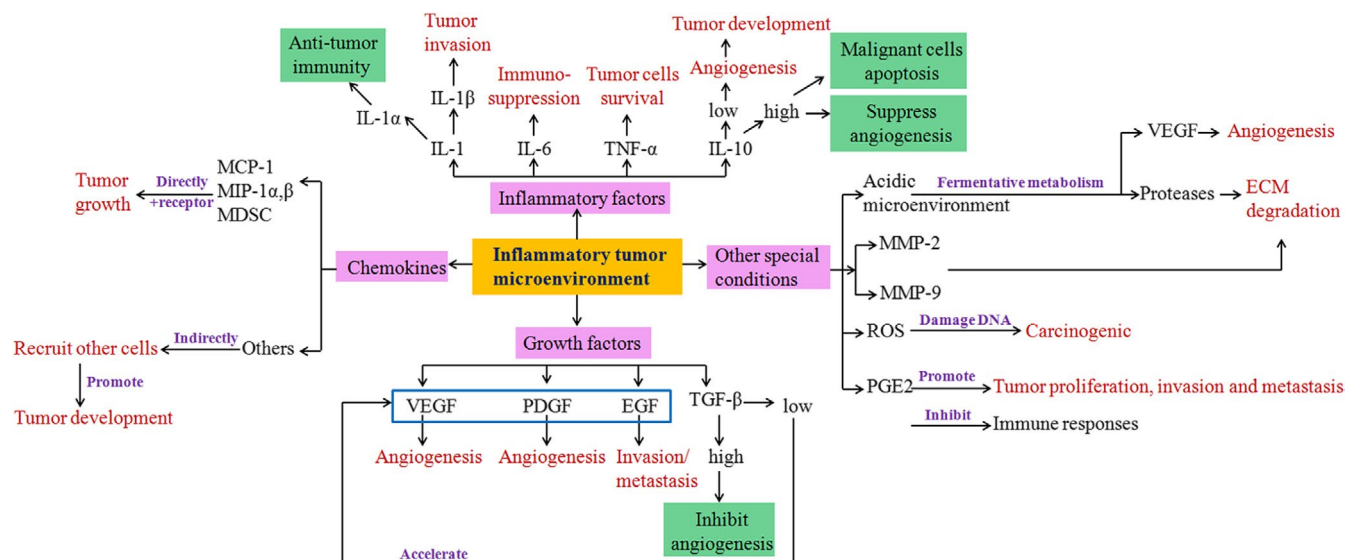 Anti-tumor
immunity
IL-1α
Tumor
invasion
IL-1β
IL-1
Immuno-
suppression
IL-6
Tumor cells
survival
TNF-α
Tumor development
Angiogenesis
low
high
IL-10
Malignant cells
apoptosis
Suppress
angiogenesis
Inflammatory factors
Inflammatory tumor
microenvironment
Chemokines
MCP-1
MIP-1α,β
MDSC
Directly
+receptor
Tumor
growth
Others
Indirectly
Recruit other cells
Promote
Tumor development
Growth factors
VEGF
PDGF
EGF
TGF-β
low
Angiogenesis
Angiogenesis
Invasion/
metastasis
high
Inhibit
angiogenesis
Accelerate
Other special
conditions
Acidic
microenvironment
Fermentative metabolism
VEGF
Angiogenesis
Proteases
ECM
degradation
MMP-2
MMP-9
ROS
Damage DNA
Carcinogenic
PGE2
Promote
Tumor proliferation, invasion and metastasis
Inhibit
Immune responses